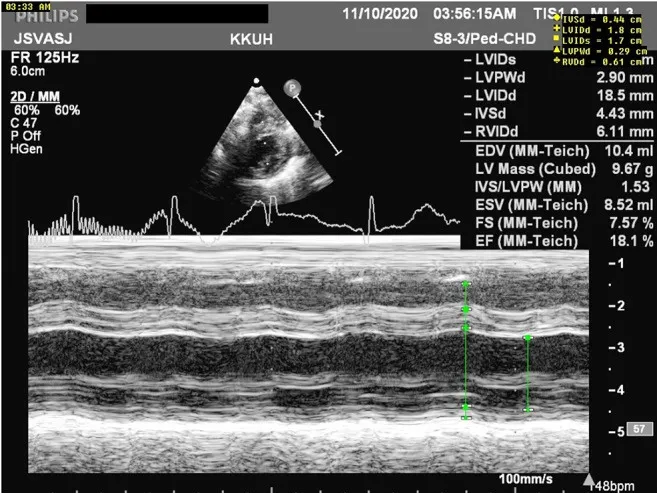 03:33 AM
PHILIPS
11/10/2020 03:56:15AM TIS1.0 MI 1.3
JSVASJ KKUH S8-3/Ped-CHD
IVSd = 0.44 cm
LVIDd = 1.8 cm
LVIDs = 1.7 cm
LVPWd = 0.29 cm
RVDd = 0.61 cm
FR 125Hz
6.0cm
2D / MM
60% 60%
C 47
P Off
HGen
P
LVIDs
LVPWd 2.90 mm
LVIDd 18.5 mm
IVSd 4.43 mm
RVIDd 6.11 mm
EDV (MM-Teich) 10.4 ml
LV Mass (Cubed) 9.67 g
IVS/LVPW (MM) 1.53
ESV (MM-Teich) 8.52 ml
FS (MM-Teich) 7.57 %
EF (MM-Teich) 18.1 %
-1
-2
-3
-4
-5
57
100mm/s
148bpm